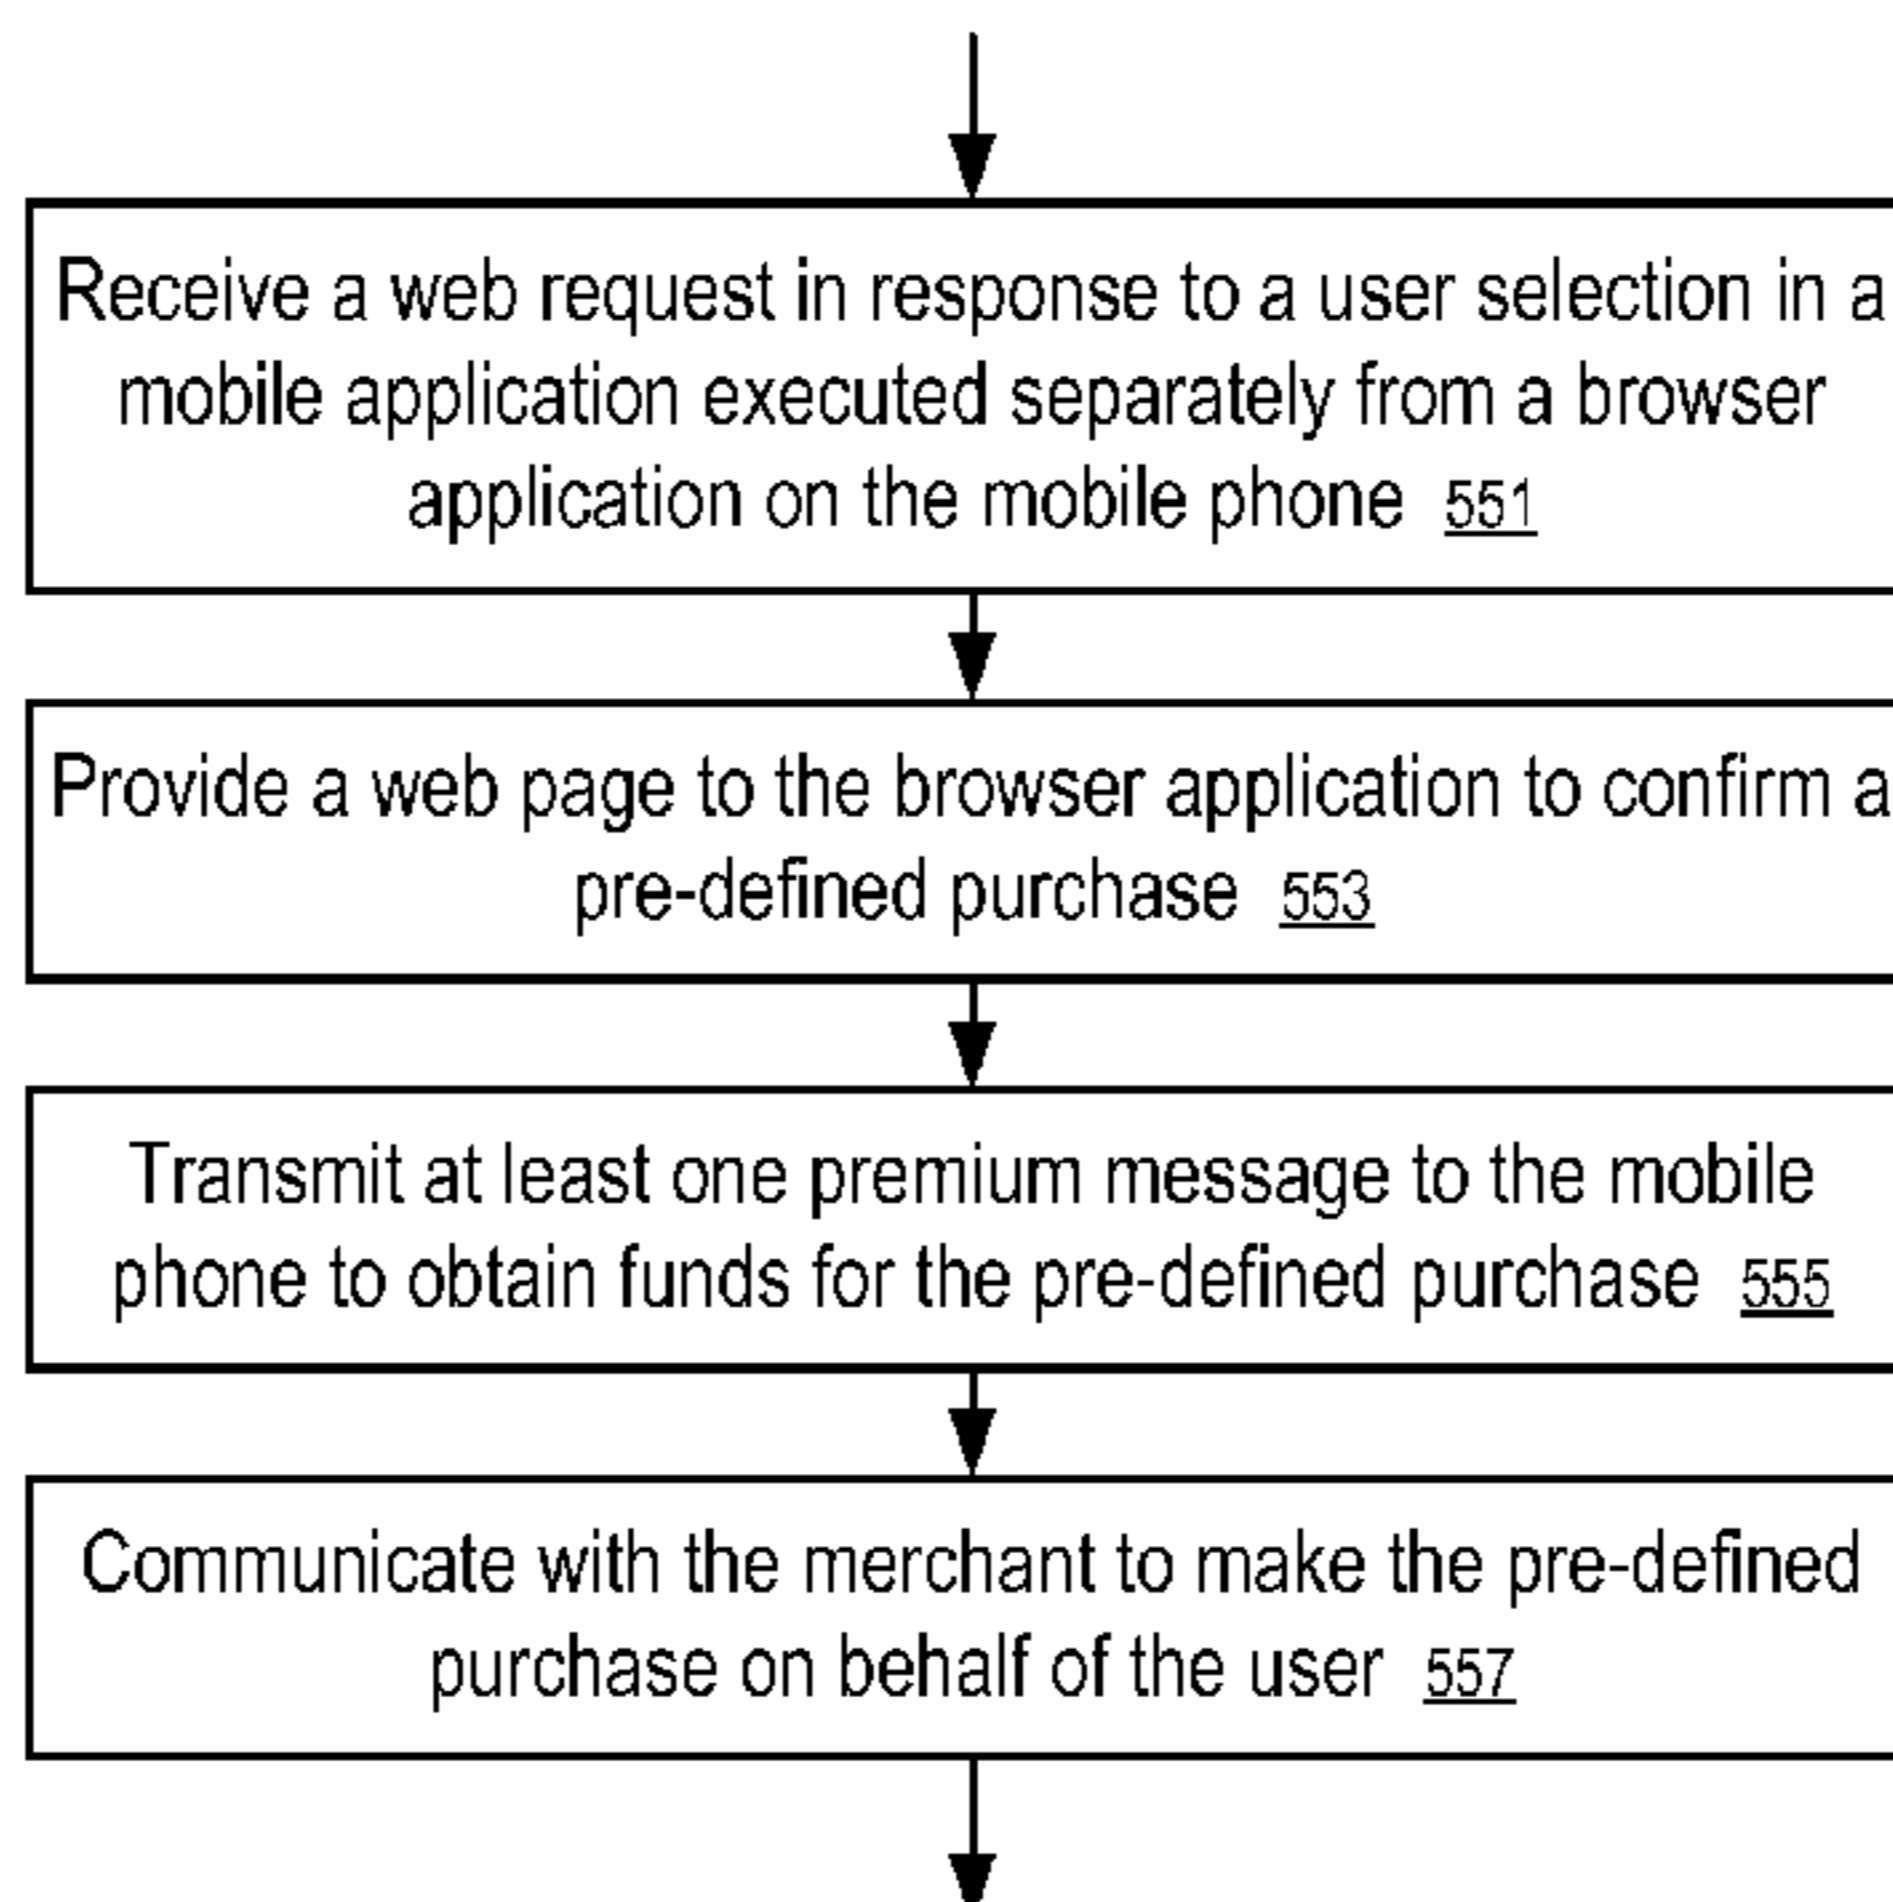 Receive a web request in response to a user selection in a
mobile application executed separately from a browser
application on the mobile phone 551
Provide a web page to the browser application to confirm a
pre-defined purchase 553
Transmit at least one premium message to the mobile
phone to obtain funds for the pre-defined purchase 555
Communicate with the merchant to make the pre-defined
purchase on behalf of the user 557